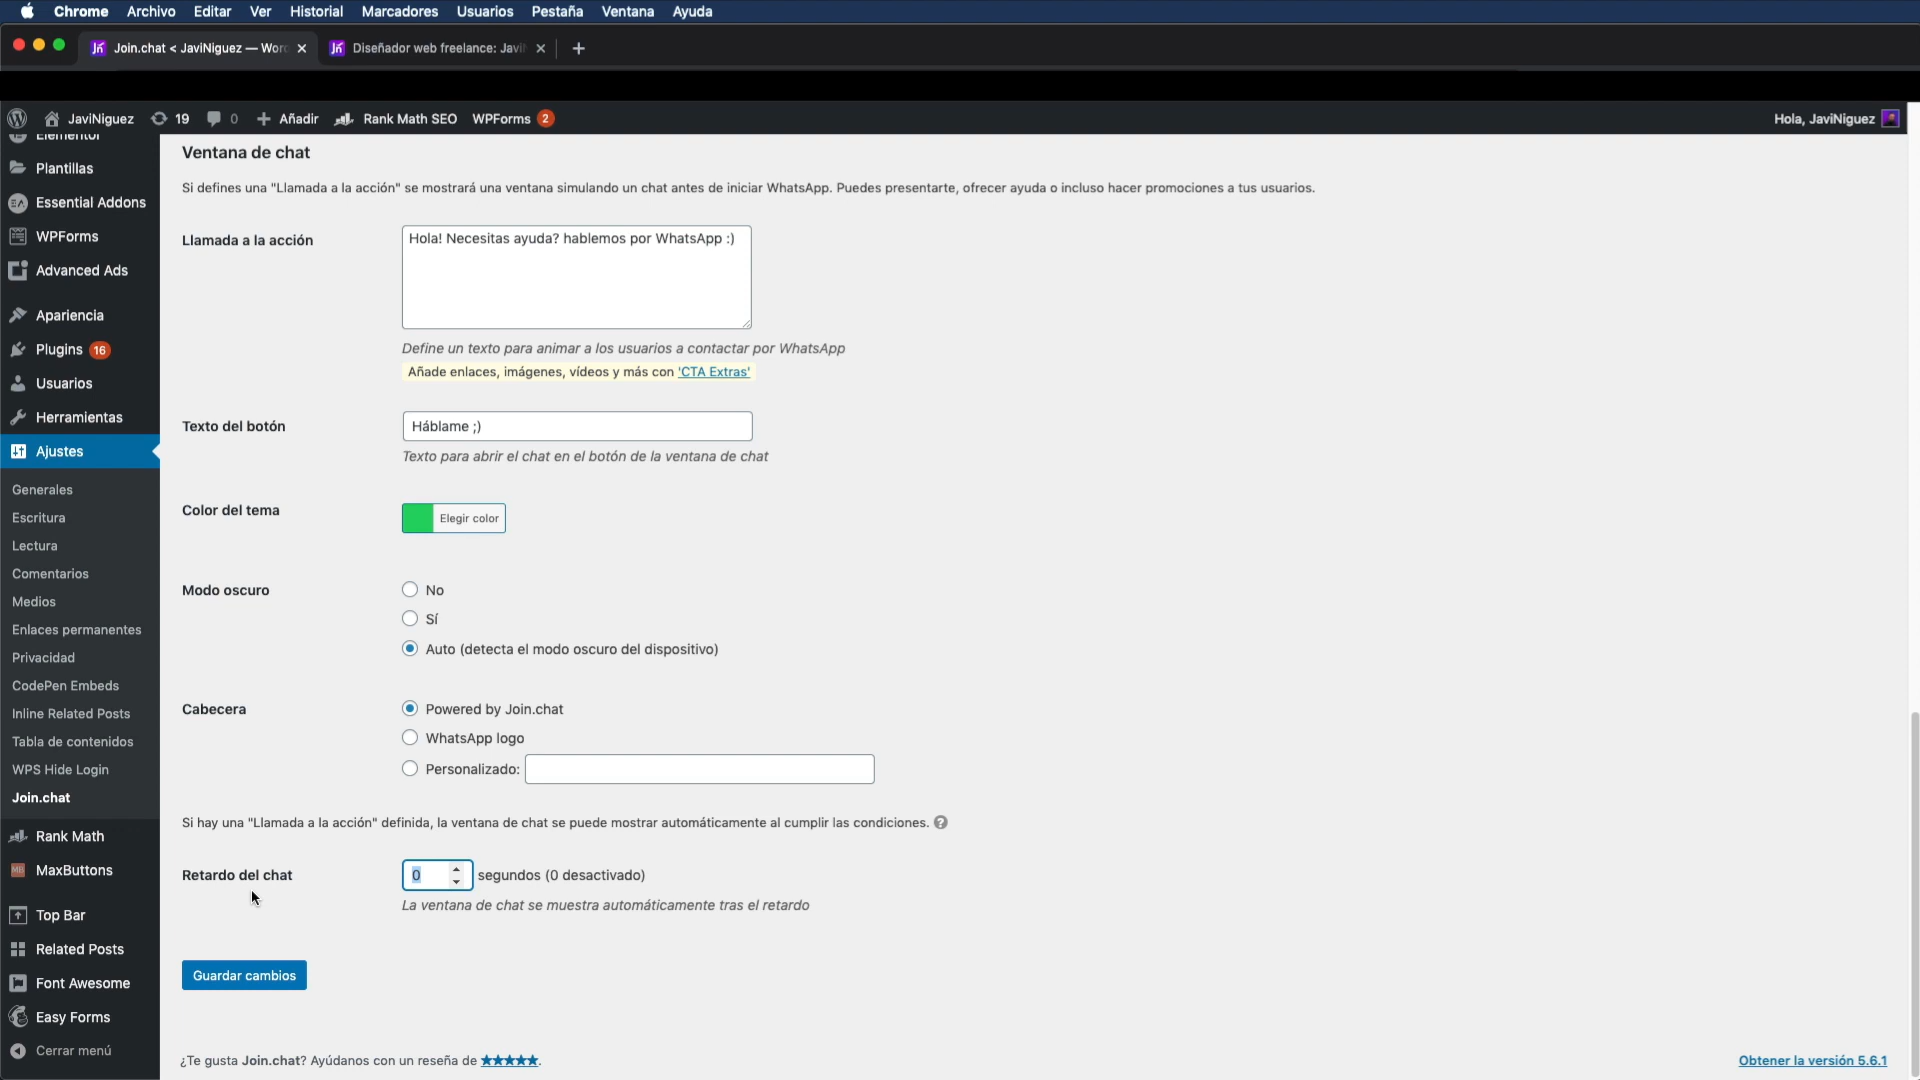 Chrome Archivo Editar Ver Historial Marcadores Usuarios Pestaña Ventana Ayuda
Join.chat < JaviNiguez — Wor
Diseñador web freelance: Javi
JaviNiguez 19 0 Añadir Rank Math SEO WPForms 2
Hola, JaviNiguez
Elementor
Plantillas
Essential Addons
WPForms
Advanced Ads
Apariencia
Plugins 16
Usuarios
Herramientas
Ajustes
Generales
Escritura
Lectura
Comentarios
Medios
Enlaces permanentes
Privacidad
CodePen Embeds
Inline Related Posts
Tabla de contenidos
WPS Hide Login
Join.chat
Rank Math
MaxButtons
Top Bar
Related Posts
Font Awesome
Easy Forms
Cerrar menú
Ventana de chat
Si defines una "Llamada a la acción" se mostrará una ventana simulando un chat antes de iniciar WhatsApp. Puedes presentarte, ofrecer ayuda o incluso hacer promociones a tus usuarios.
Llamada a la acción
Hola! Necesitas ayuda? hablemos por WhatsApp :)
Define un texto para animar a los usuarios a contactar por WhatsApp
Añade enlaces, imágenes, vídeos y más con 'CTA Extras'
Texto del botón
Háblame ;)
Texto para abrir el chat en el botón de la ventana de chat
Color del tema
Elegir color
Modo oscuro
No
Sí
Auto (detecta el modo oscuro del dispositivo)
Cabecera
Powered by Join.chat
WhatsApp logo
Personalizado:
Si hay una "Llamada a la acción" definida, la ventana de chat se puede mostrar automáticamente al cumplir las condiciones. ?
Retardo del chat
0 segundos (0 desactivado)
La ventana de chat se muestra automáticamente tras el retardo
Guardar cambios
¿Te gusta Join.chat? Ayúdanos con un reseña de ★★★★★.
Obtener la versión 5.6.1